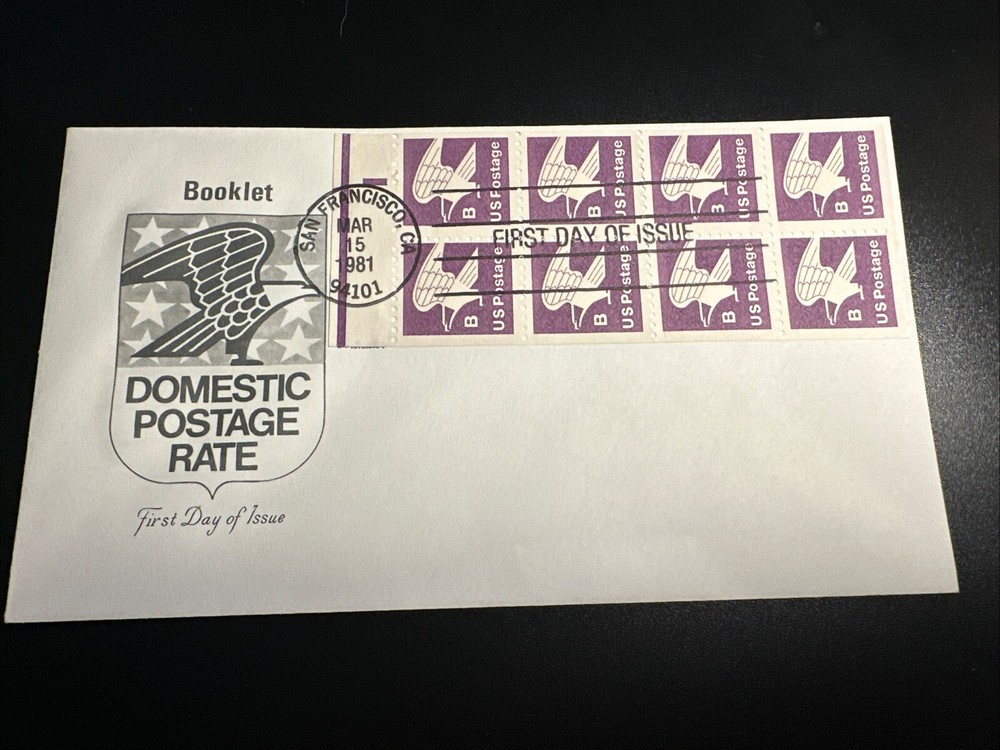 Booklet
DOMESTIC
POSTAGE
RATE
First Day of Issue
SAN FRANCISCO, CA
MAR
15
1981
94101
FIRST DAY OF ISSUE
B US Postage
B US Postage
B US Postage
B US Postage
B US Postage
B US Postage
B US Postage
B US Postage